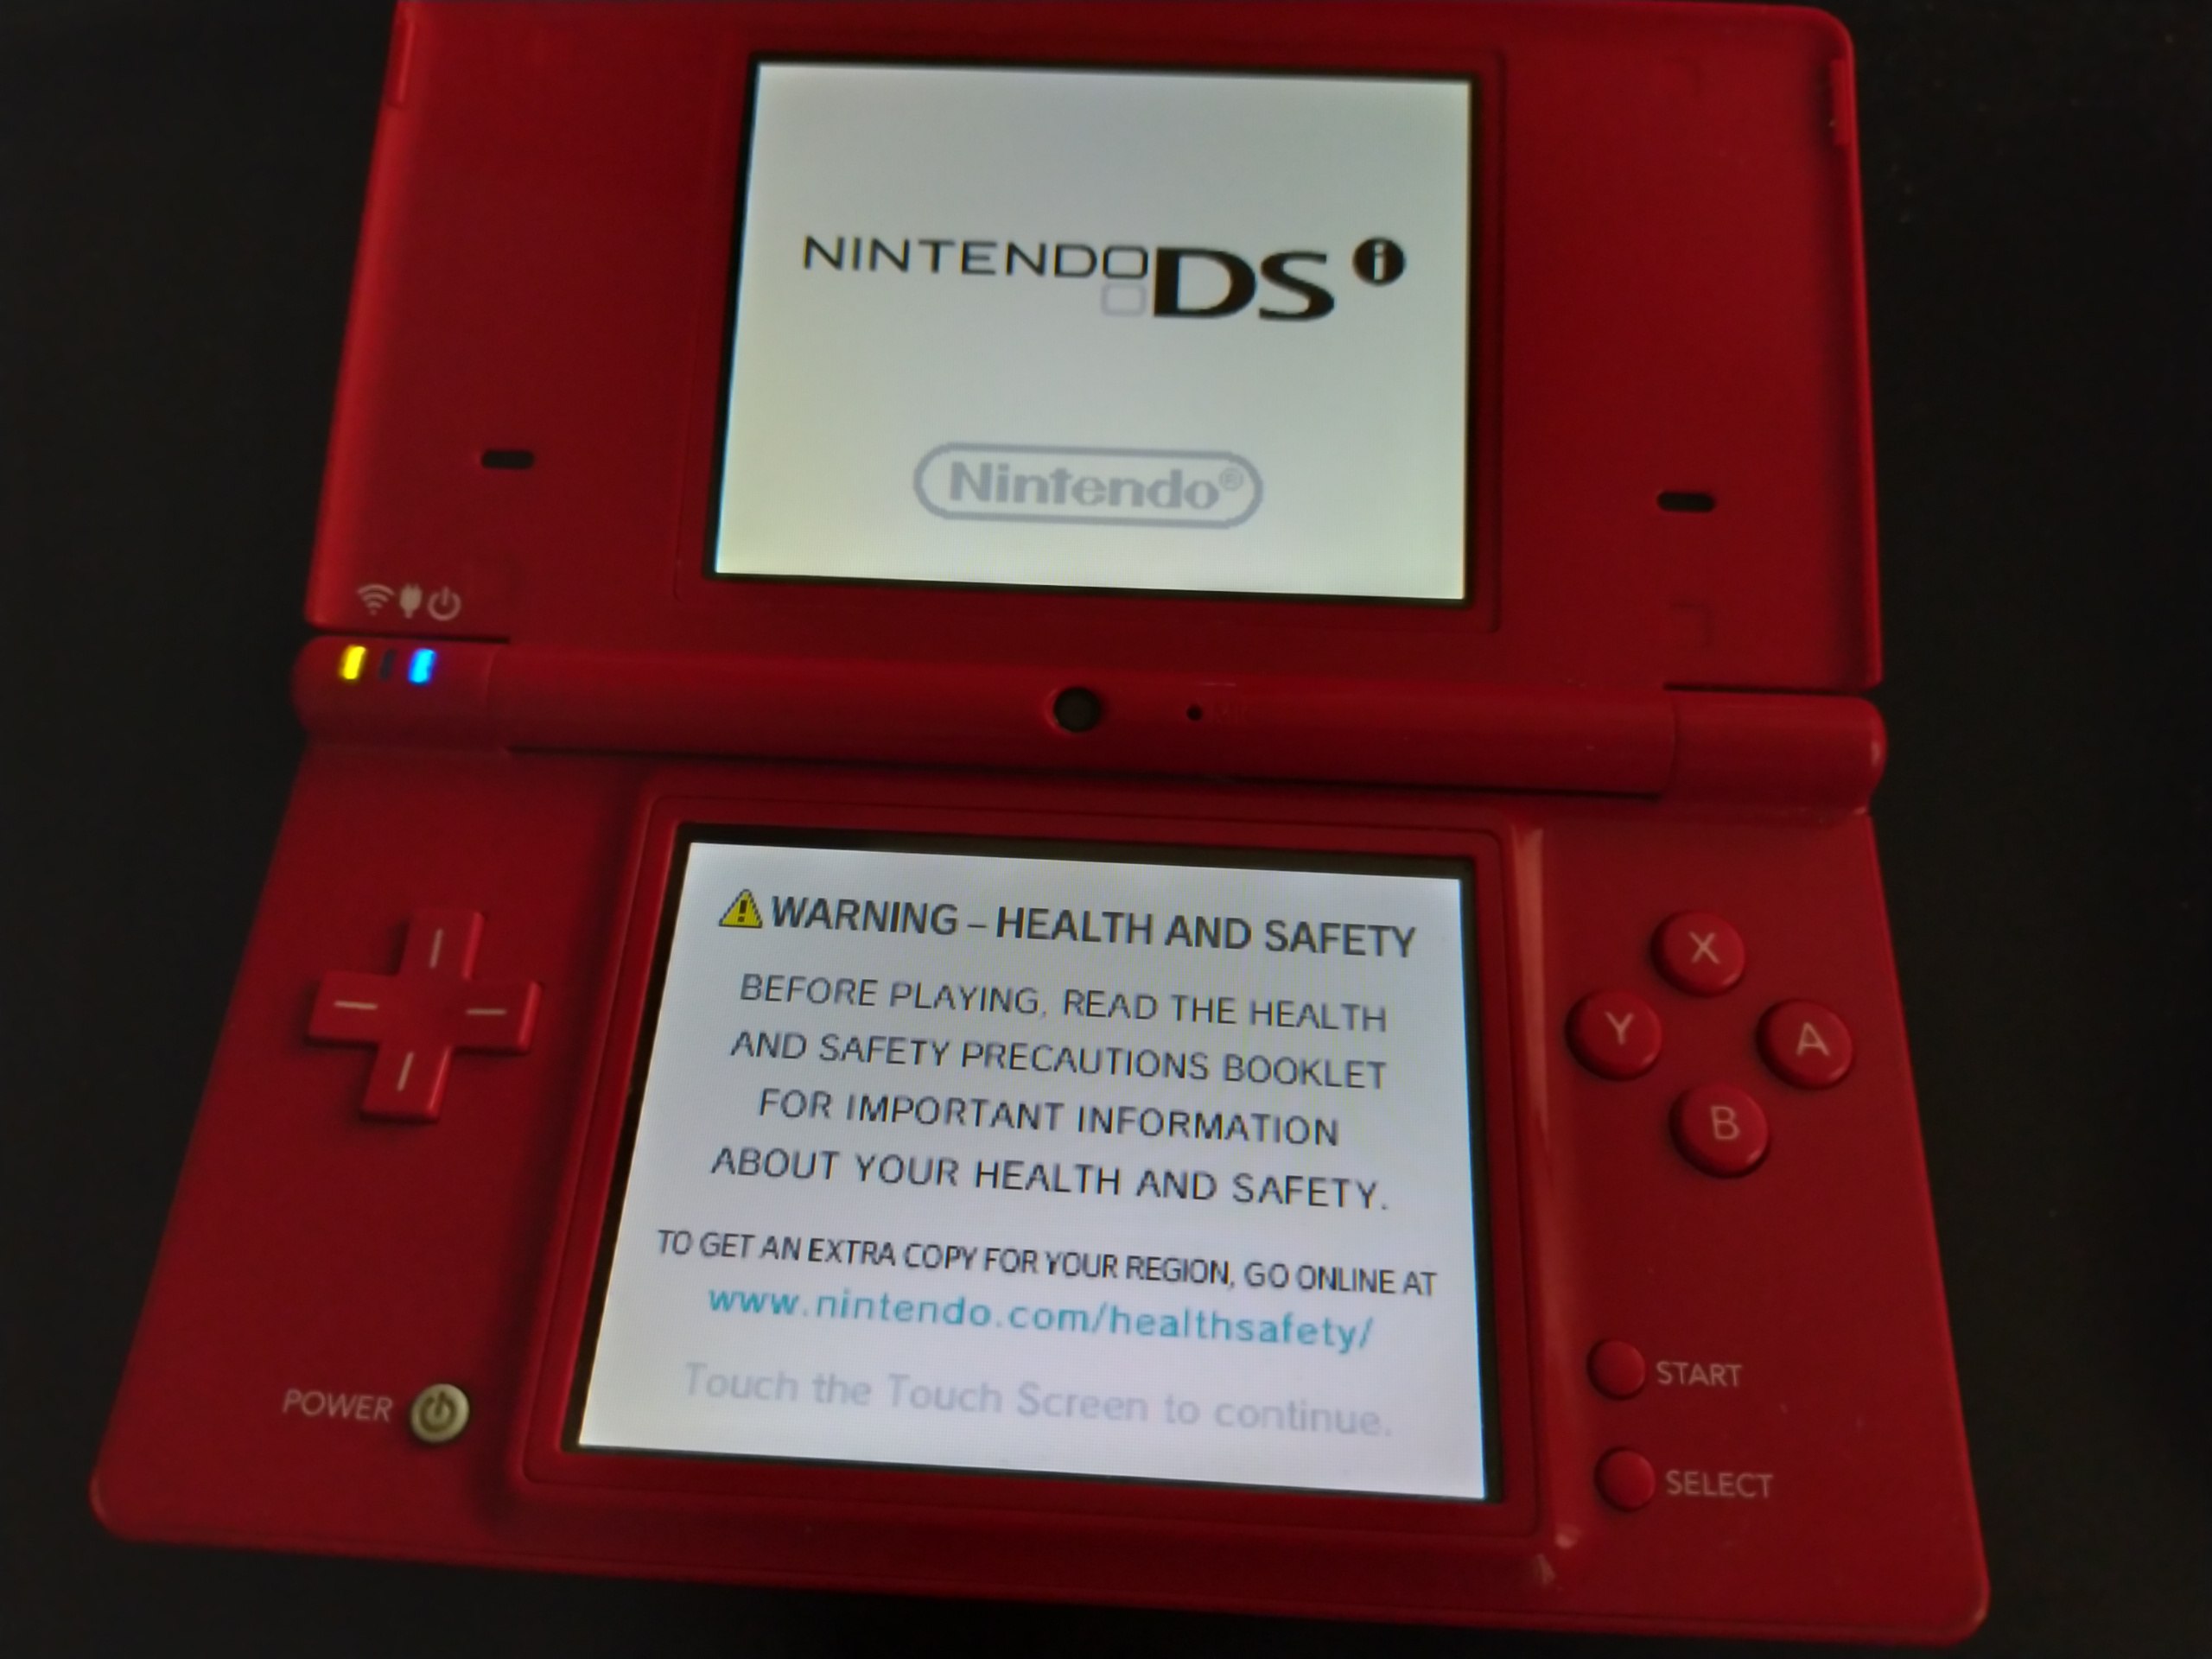 NINTENDO DS i
Nintendo®
WARNING – HEALTH AND SAFETY
BEFORE PLAYING, READ THE HEALTH
AND SAFETY PRECAUTIONS BOOKLET
FOR IMPORTANT INFORMATION
ABOUT YOUR HEALTH AND SAFETY.
TO GET AN EXTRA COPY FOR YOUR REGION, GO ONLINE AT
www.nintendo.com/healthsafety/
Touch the Touch Screen to continue.
X
Y
A
B
POWER
START
SELECT